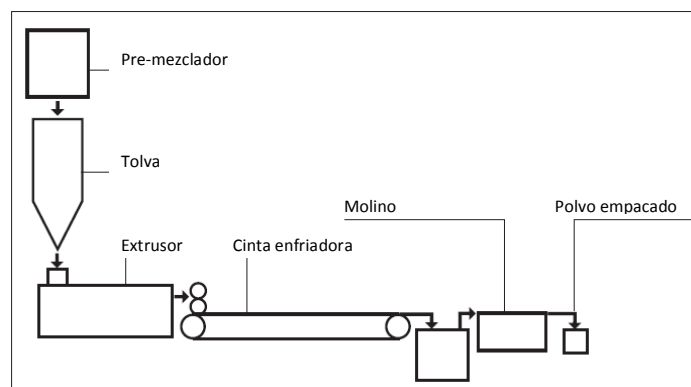 Pre-mezclador
Tolva
Molino
Polvo empacado
Extrusor
Cinta enfriadora